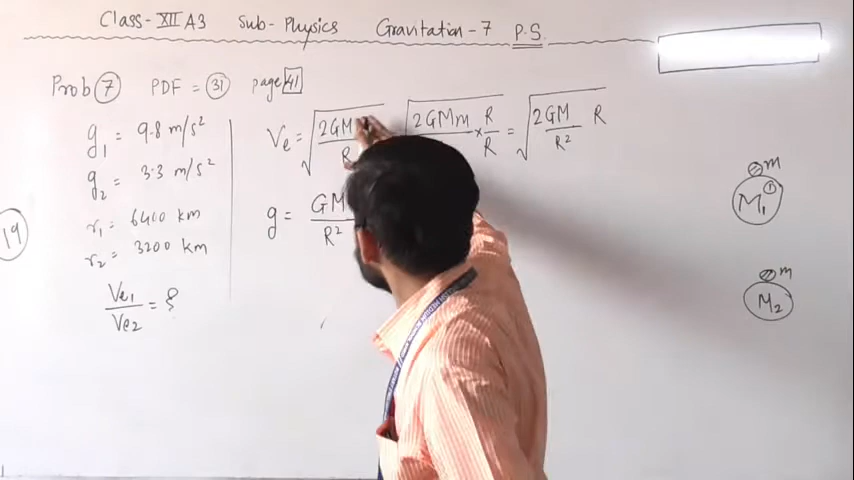 Class-XII A3 Sub-Physics Gravitation-7 P.S.
Prob 7 PDF = 31 page 41
g₁ = 9.8 m/s²
g₂ = 3.3 m/s²
r₁ = 6400 km
r₂ = 3200 km
Ve₁/Ve₂ = ?
19
Ve = √(2GM/R) √(2GMm × R/R) = √(2GM/R² R)
g = GM/R²
m
M₁ 1
m
M₂